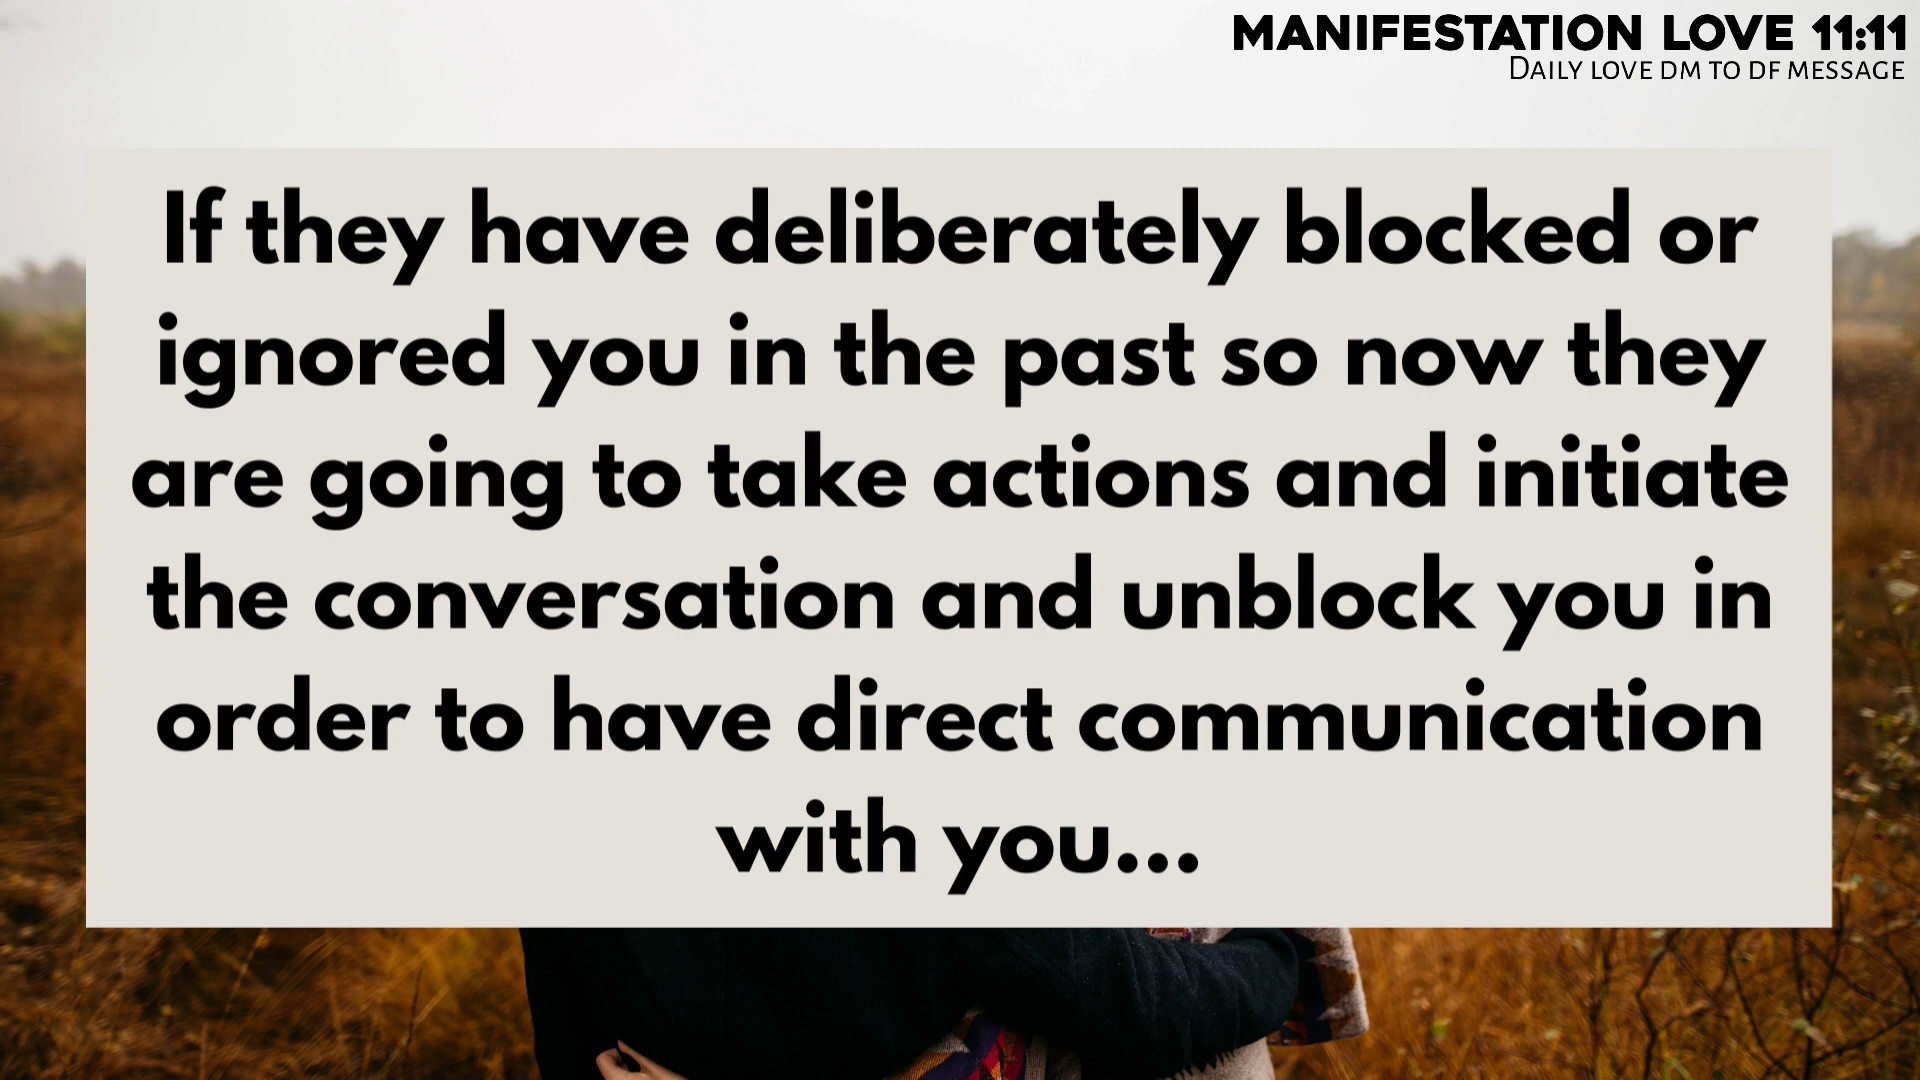 MANIFESTATION LOVE 11:11
DAILY LOVE DM TO DF MESSAGE
If they have deliberately blocked or
ignored you in the past so now they
are going to take actions and initiate
the conversation and unblock you in
order to have direct communication
with you...